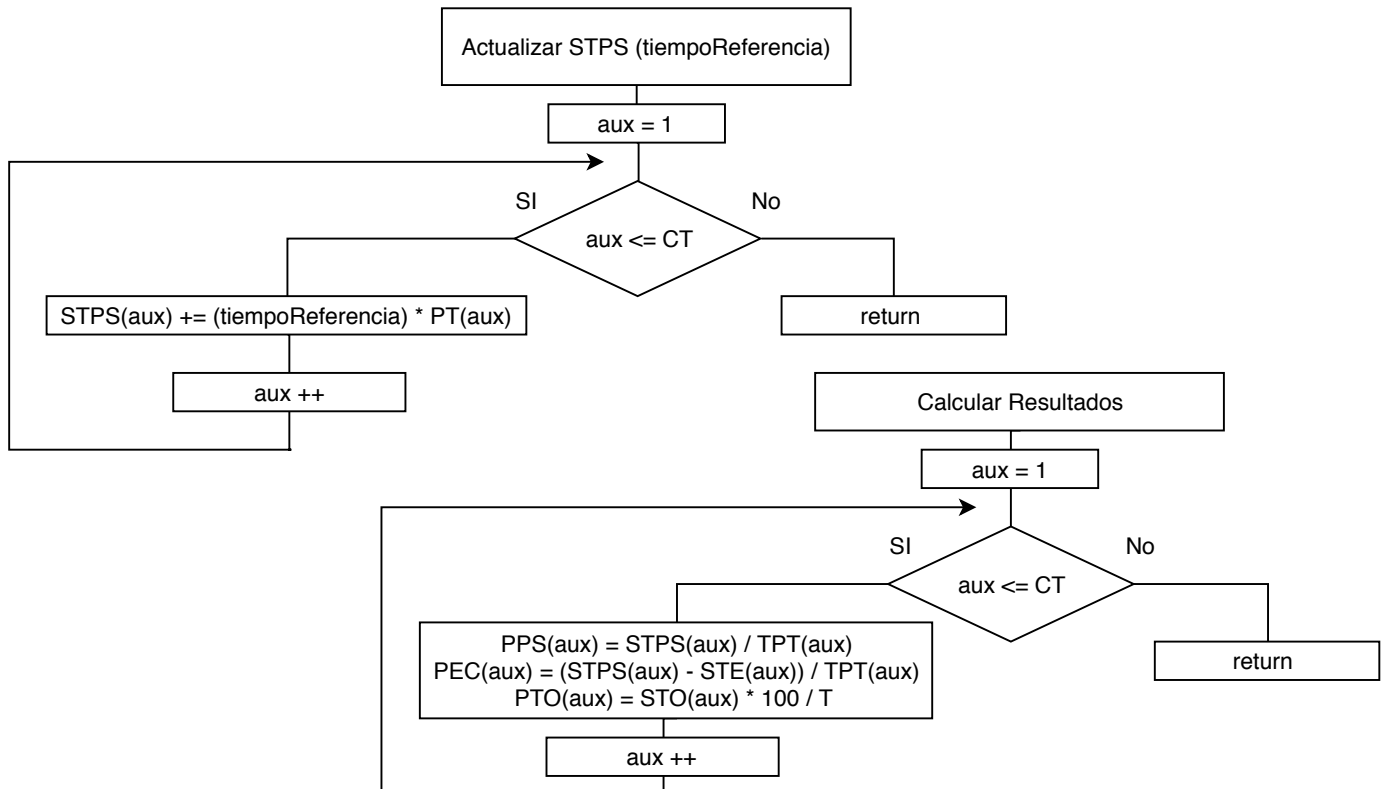 Actualizar STPS (tiempoReferencia)
aux = 1
SI
No
aux <= CT
STPS(aux) += (tiempoReferencia) * PT(aux)
return
aux ++
Calcular Resultados
aux = 1
SI
No
aux <= CT
PPS(aux) = STPS(aux) / TPT(aux)
PEC(aux) = (STPS(aux) - STE(aux)) / TPT(aux)
PTO(aux) = STO(aux) * 100 / T
return
aux ++